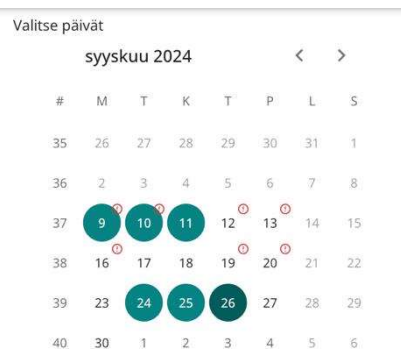 Valitse päivät
syyskuu 2024
# M T K T P L S
35 26 27 28 29 30 31 1
36 2 3 4 5 6 7 8
37 9 10 11 12 13 14 15
38 16 17 18 19 20 21 22
39 23 24 25 26 27 28 29
40 30 1 2 3 4 5 6